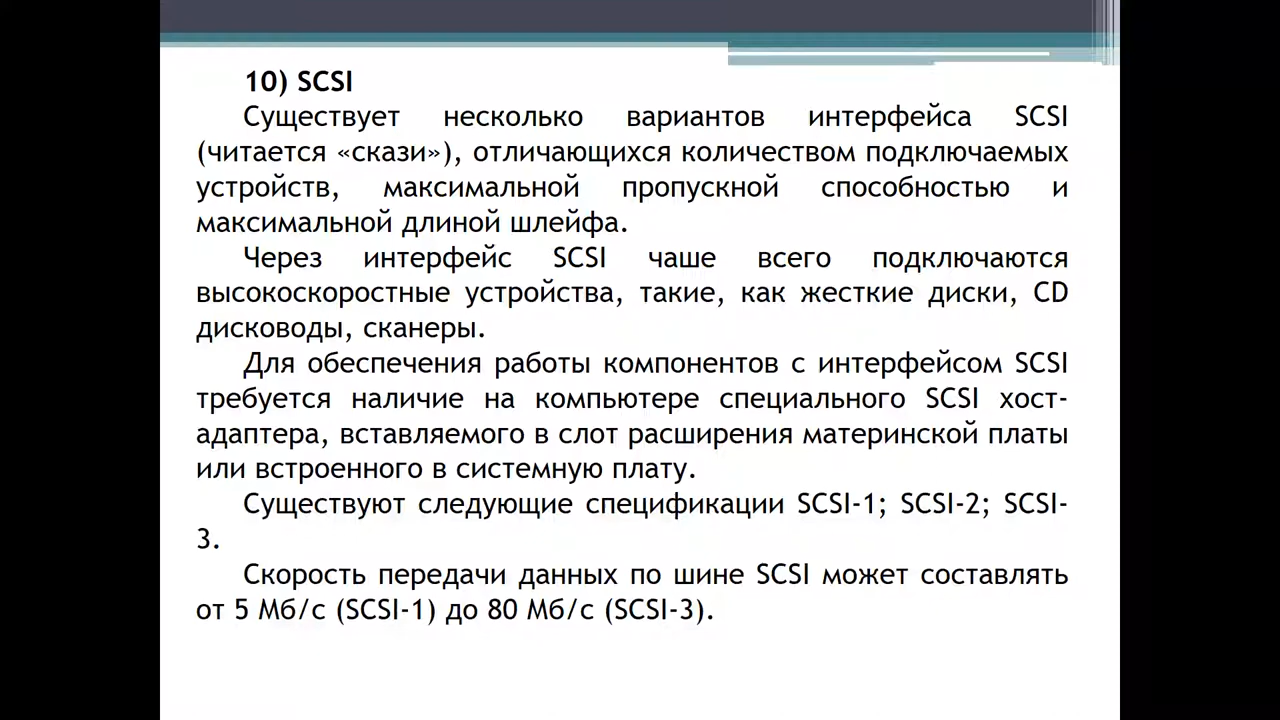 10) SCSI
Существует несколько вариантов интерфейса SCSI
(читается «скази»), отличающихся количеством подключаемых
устройств, максимальной пропускной способностью и
максимальной длиной шлейфа.
Через интерфейс SCSI чаше всего подключаются
высокоскоростные устройства, такие, как жесткие диски, CD
дисководы, сканеры.
Для обеспечения работы компонентов с интерфейсом SCSI
требуется наличие на компьютере специального SCSI хост-
адаптера, вставляемого в слот расширения материнской платы
или встроенного в системную плату.
Существуют следующие спецификации SCSI-1; SCSI-2; SCSI-
3.
Скорость передачи данных по шине SCSI может составлять
от 5 Мб/с (SCSI-1) до 80 Мб/с (SCSI-3).